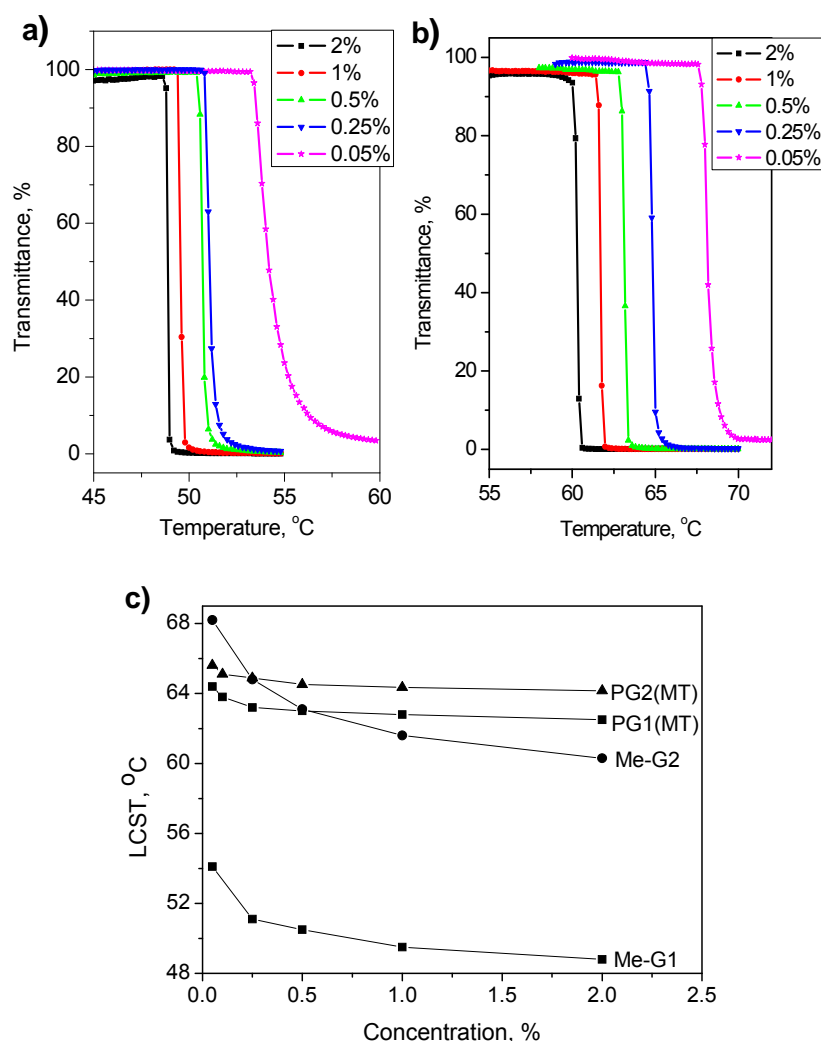 a)
2%
1%
0.5%
0.25%
0.05%
100
80
60
40
20
0
Transmittance, %
45 50 55 60
Temperature, °C
b)
2%
1%
0.5%
0.25%
0.05%
100
80
60
40
20
0
Transmittance, %
55 60 65 70
Temperature, °C
c)
68
64
60
56
52
48
LCST, °C
PG2(MT)
PG1(MT)
Me-G2
Me-G1
0.0 0.5 1.0 1.5 2.0 2.5
Concentration, %